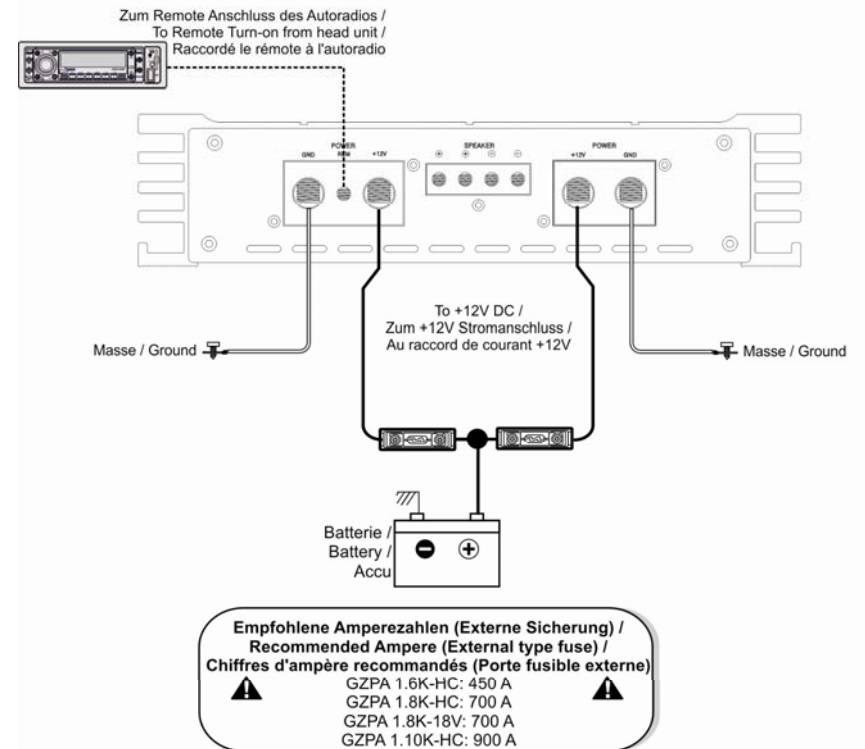 Zum Remote Anschluss des Autoradios /
To Remote Turn-on from head unit /
Raccordé le rémote à l'autoradio
POWER
GND REM +12V
SPEAKER
POWER
+12V GND
To +12V DC /
Zum +12V Stromanschluss /
Au raccord de courant +12V
Masse / Ground
Masse / Ground
Batterie /
Battery /
Accu
Empfohlene Amperezahlen (Externe Sicherung) /
Recommended Ampere (External type fuse) /
Chiffres d'ampère recommandés (Porte fusible externe)
GZPA 1.6K-HC: 450 A
GZPA 1.8K-HC: 700 A
GZPA 1.8K-18V: 700 A
GZPA 1.10K-HC: 900 A